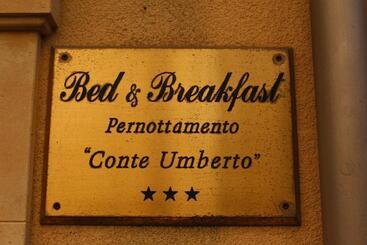 Bed & Breakfast
Pernottamento
"Conte Umberto"
★★★